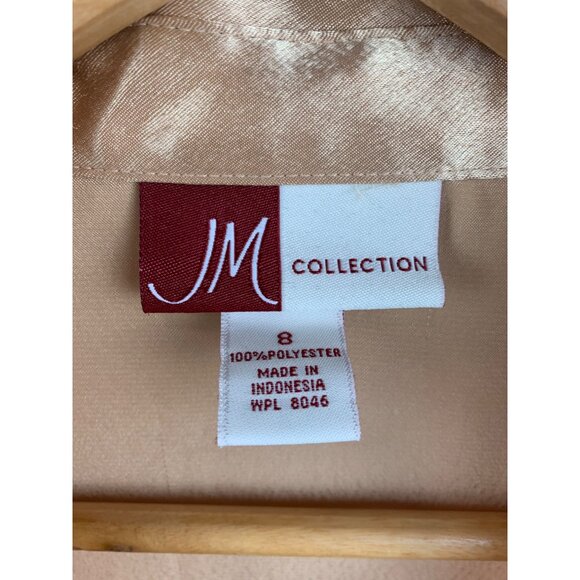 JM
COLLECTION
8
100% POLYESTER
MADE IN
INDONESIA
WPL 8046